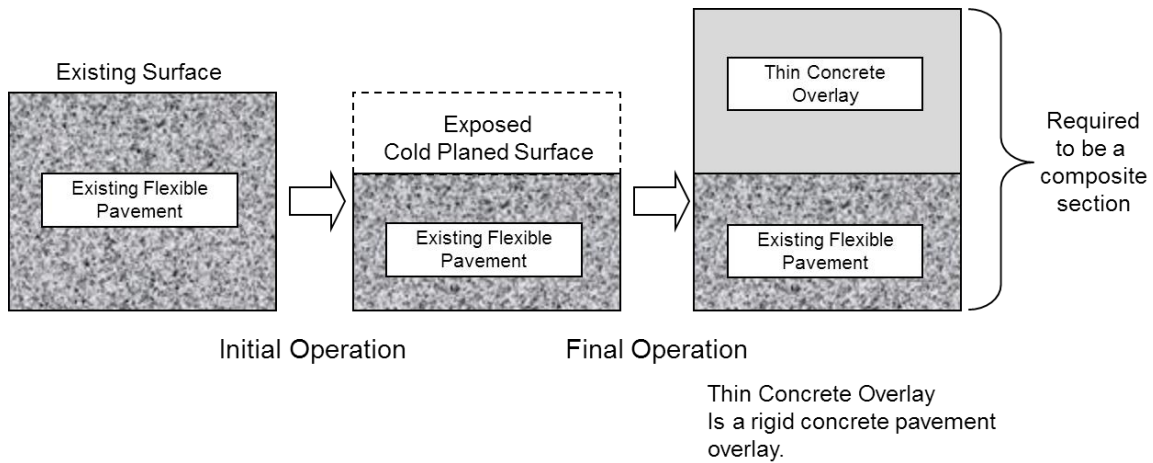 Existing Surface
Existing Flexible
Pavement
Initial Operation
Exposed
Cold Planed Surface
Existing Flexible
Pavement
Final Operation
Thin Concrete
Overlay
Existing Flexible
Pavement
Required
to be a
composite
section
Thin Concrete Overlay
Is a rigid concrete pavement
overlay.